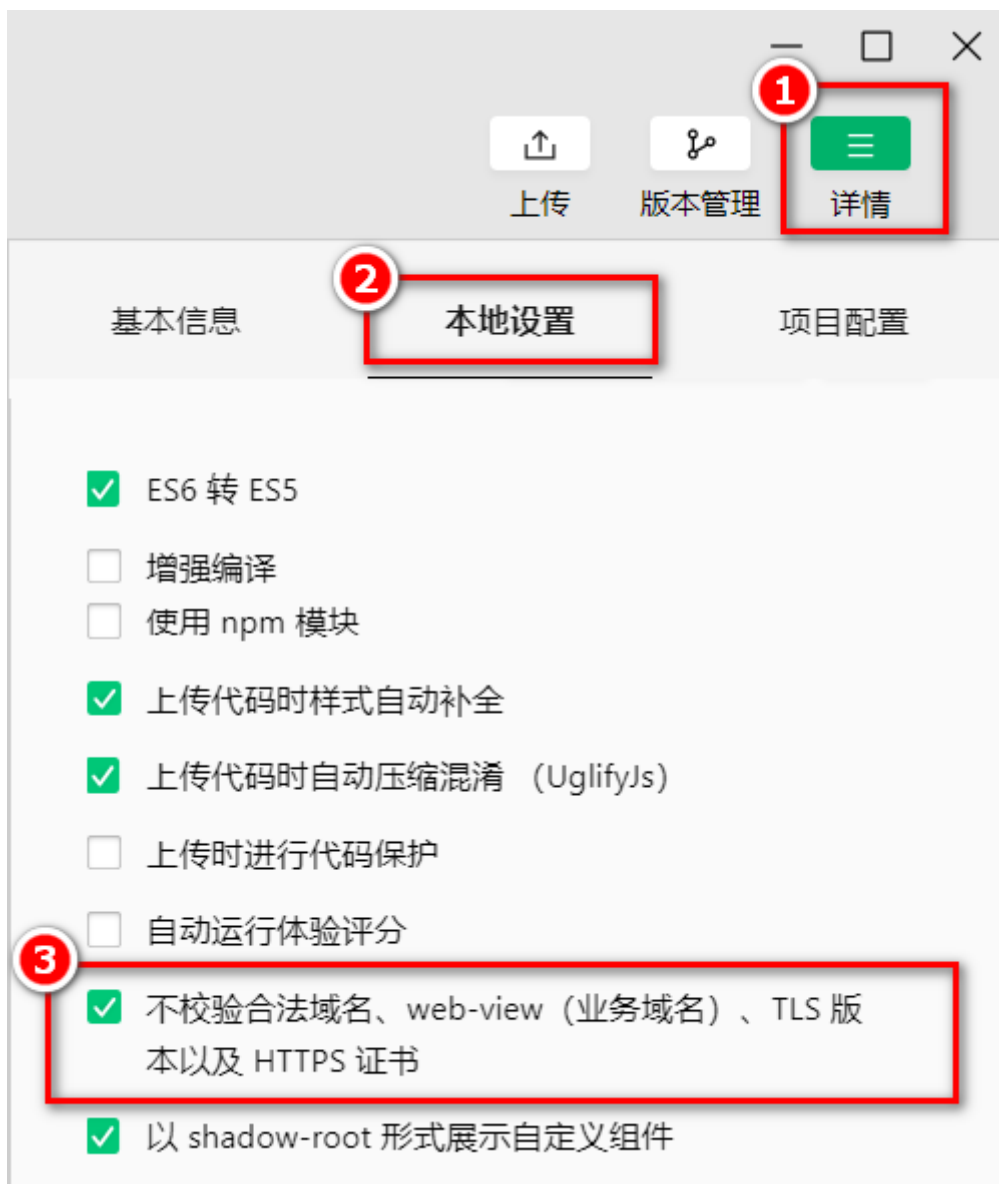 1
上传
版本管理
详情
2
基本信息
本地设置
项目配置
ES6 转 ES5
增强编译
使用 npm 模块
上传代码时样式自动补全
上传代码时自动压缩混淆 （UglifyJs）
上传时进行代码保护
自动运行体验评分
3
不校验合法域名、web-view（业务域名）、TLS 版
本以及 HTTPS 证书
以 shadow-root 形式展示自定义组件